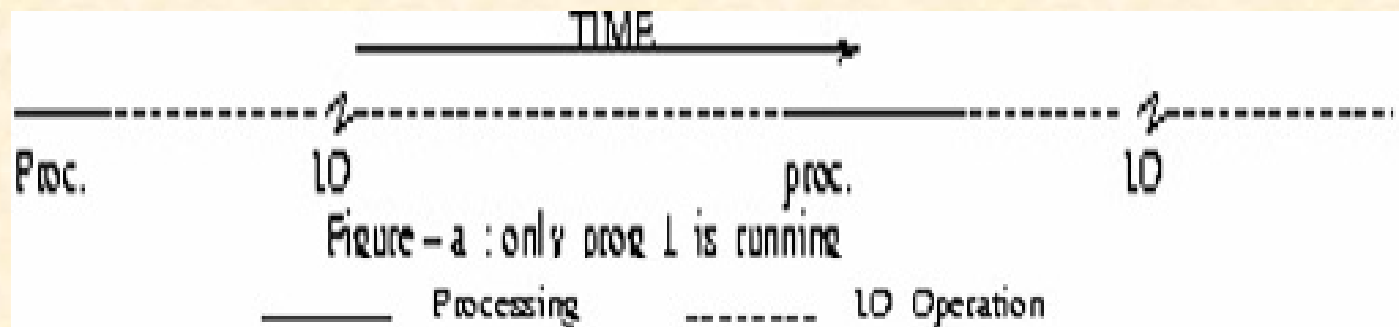 TIME
Proc. IO proc. IO
Figure – a : only prog 1 is running
Processing IO Operation